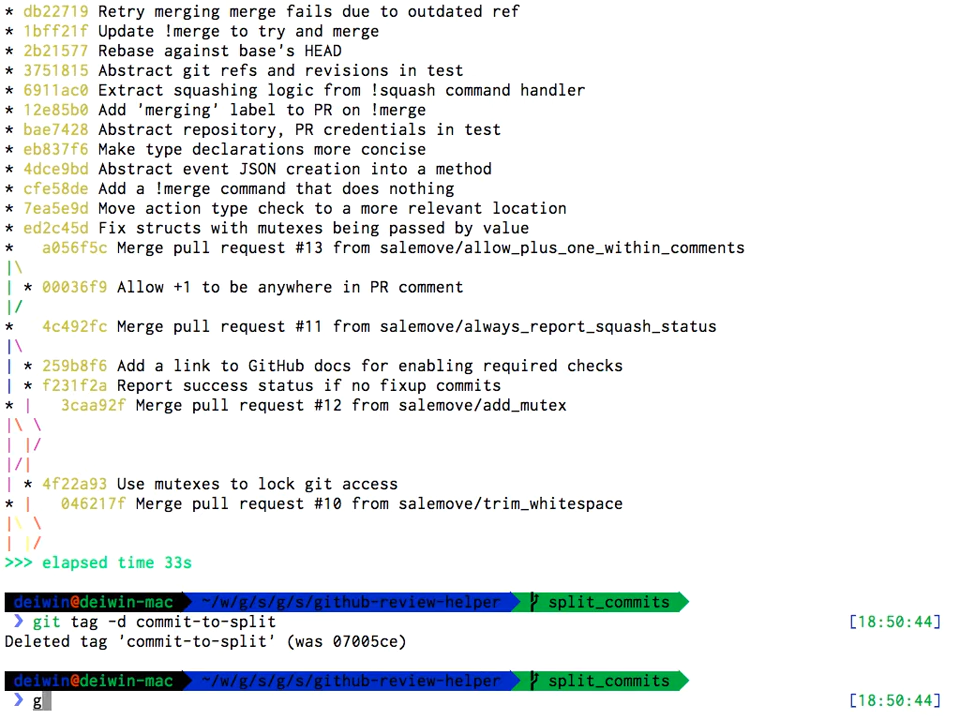 * db22719 Retry merging merge fails due to outdated ref
* 1bff21f Update !merge to try and merge
* 2b21577 Rebase against base's HEAD
* 3751815 Abstract git refs and revisions in test
* 6911ac0 Extract squashing logic from !squash command handler
* 12e85b0 Add 'merging' label to PR on !merge
* bae7428 Abstract repository, PR credentials in test
* eb837f6 Make type declarations more concise
* 4dce9bd Abstract event JSON creation into a method
* cfe58de Add a !merge command that does nothing
* 7ea5e9d Move action type check to a more relevant location
* ed2c45d Fix structs with mutexes being passed by value
*   a056f5c Merge pull request #13 from salemove/allow_plus_one_within_comments
|\
| * 00036f9 Allow +1 to be anywhere in PR comment
|/
*   4c492fc Merge pull request #11 from salemove/always_report_squash_status
|\
| * 259b8f6 Add a link to GitHub docs for enabling required checks
| * f231f2a Report success status if no fixup commits
* |   3caa92f Merge pull request #12 from salemove/add_mutex
|\ \
| |/
|/|
| * 4f22a93 Use mutexes to lock git access
* |   046217f Merge pull request #10 from salemove/trim_whitespace
|\ \
| |/
>>> elapsed time 33s
deiwin@deiwin-mac ~/w/g/s/g/s/github-review-helper split_commits
❯ git tag -d commit-to-split [18:50:44]
Deleted tag 'commit-to-split' (was 07005ce)
deiwin@deiwin-mac ~/w/g/s/g/s/github-review-helper split_commits
❯ g [18:50:44]